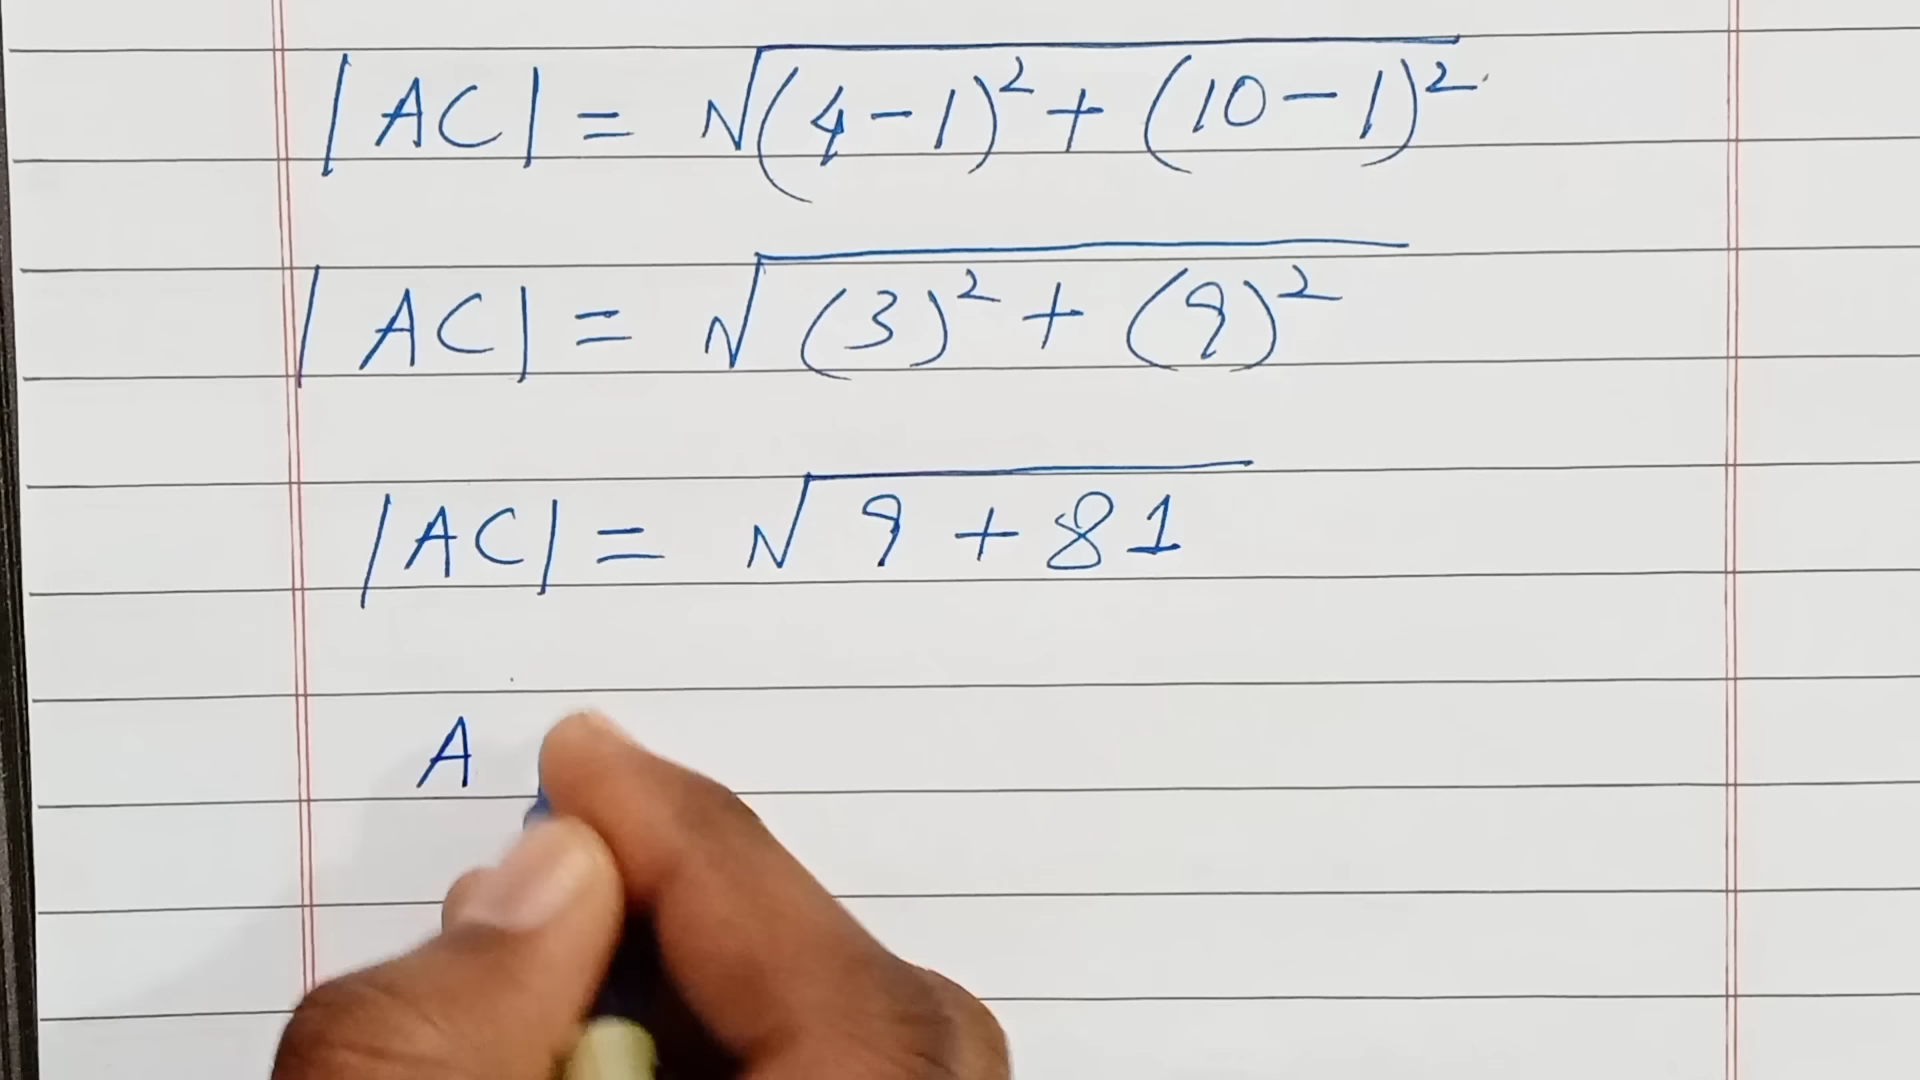 |AC| = √(4-1)² + (10-1)²
|AC| = √(3)² + (9)²
|AC| = √9 + 81
A